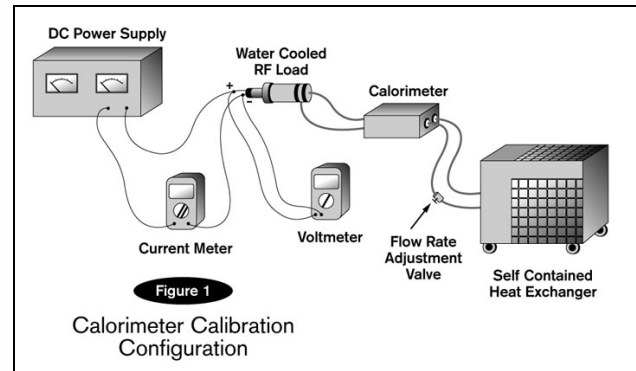 DC Power Supply
Water Cooled
RF Load
Calorimeter
+
-
Current Meter
Voltmeter
Flow Rate
Adjustment
Valve
Self Contained
Heat Exchanger
Figure 1
Calorimeter Calibration
Configuration